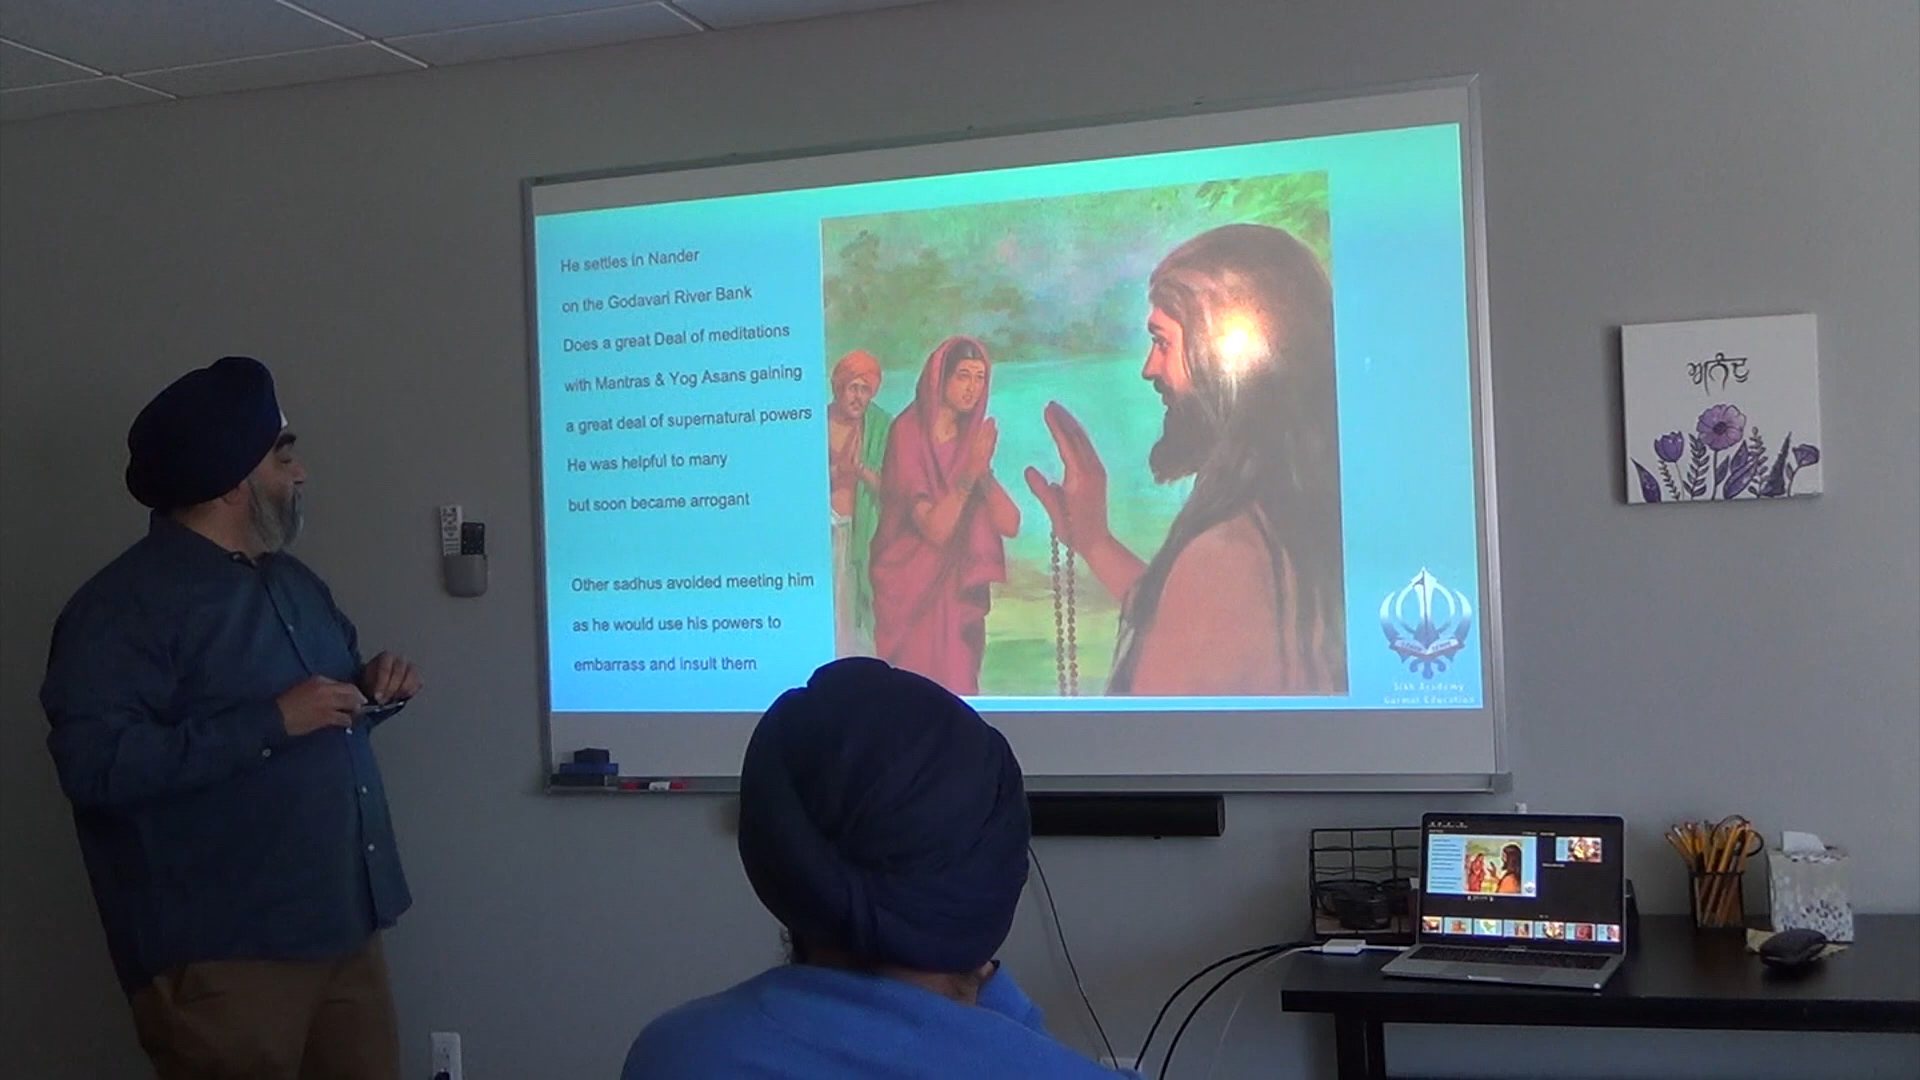 He settles in Nander
on the Godavari River Bank
Does a great Deal of meditations
with Mantras & Yog Asans gaining
a great deal of supernatural powers
He was helpful to many
but soon became arrogant
Other sadhus avoided meeting him
as he would use his powers to
embarrass and insult them
Sikh Academy
Gurmat Education
ਅਨੰਦੁ